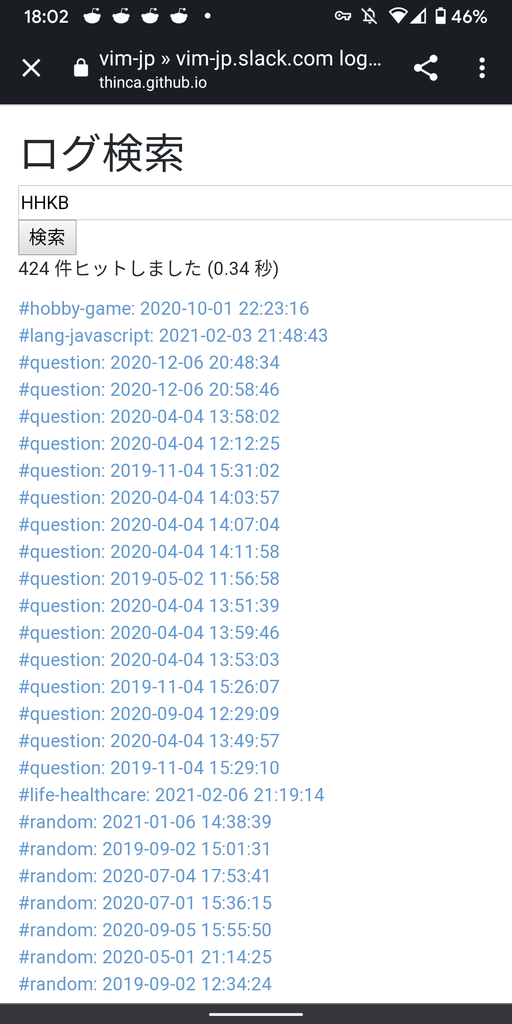 18:02
46%
vim-jp » vim-jp.slack.com log…
thinca.github.io
ログ検索
HHKB
検索
424 件ヒットしました (0.34 秒)
#hobby-game: 2020-10-01 22:23:16
#lang-javascript: 2021-02-03 21:48:43
#question: 2020-12-06 20:48:34
#question: 2020-12-06 20:58:46
#question: 2020-04-04 13:58:02
#question: 2020-04-04 12:12:25
#question: 2019-11-04 15:31:02
#question: 2020-04-04 14:03:57
#question: 2020-04-04 14:07:04
#question: 2020-04-04 14:11:58
#question: 2019-05-02 11:56:58
#question: 2020-04-04 13:51:39
#question: 2020-04-04 13:59:46
#question: 2020-04-04 13:53:03
#question: 2019-11-04 15:26:07
#question: 2020-09-04 12:29:09
#question: 2020-04-04 13:49:57
#question: 2019-11-04 15:29:10
#life-healthcare: 2021-02-06 21:19:14
#random: 2021-01-06 14:38:39
#random: 2019-09-02 15:01:31
#random: 2020-07-04 17:53:41
#random: 2020-07-01 15:36:15
#random: 2020-09-05 15:55:50
#random: 2020-05-01 21:14:25
#random: 2019-09-02 12:34:24